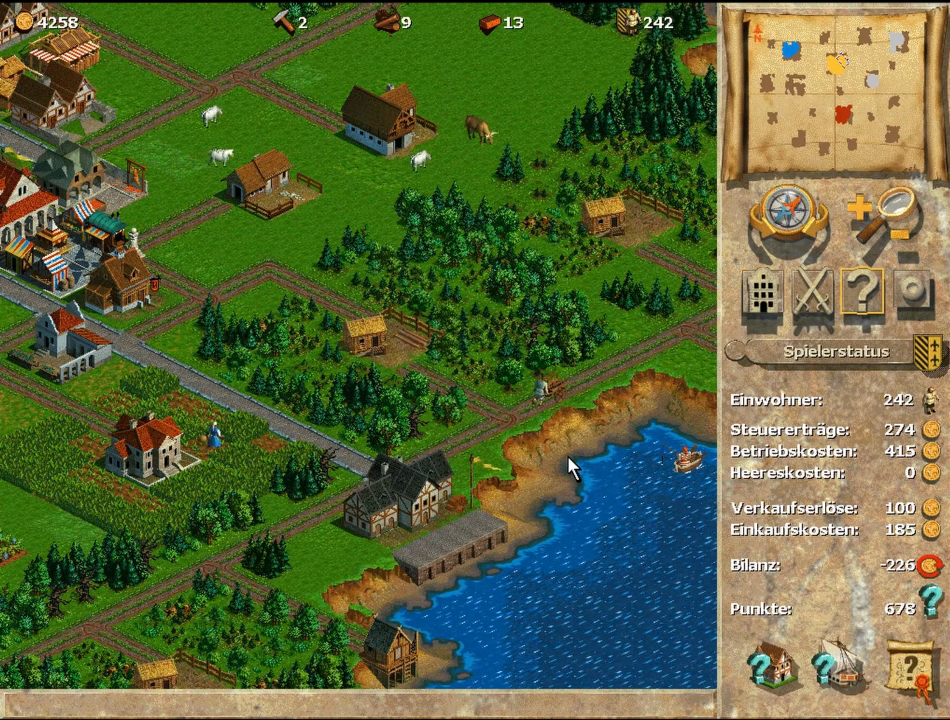 4258 2 9 13 242
N
Spielerstatus
Einwohner: 242
Steuererträge: 274
Betriebskosten: 415
Heereskosten: 0
Verkaufserlöse: 100
Einkaufskosten: 185
Bilanz: -226
Punkte: 678